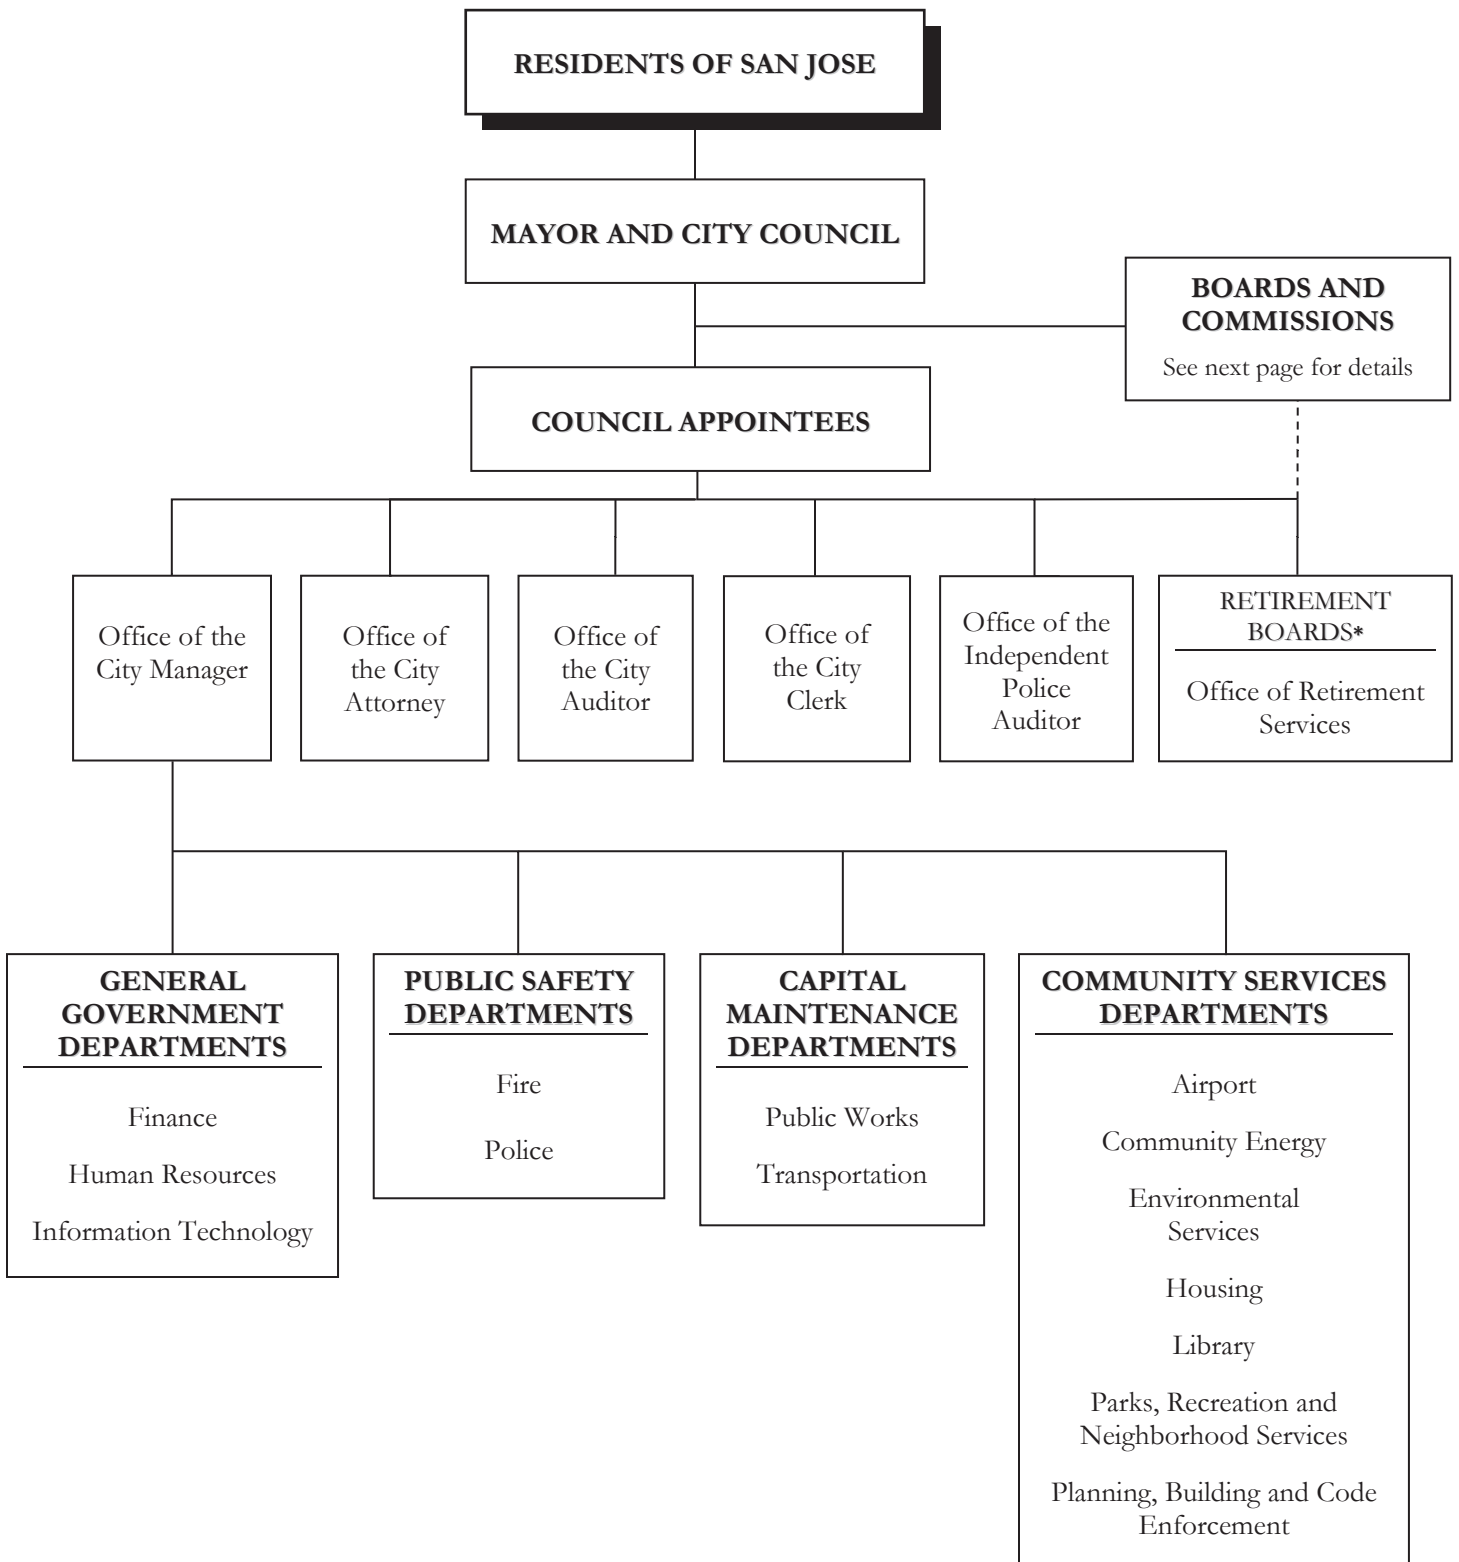 RESIDENTS OF SAN JOSE
MAYOR AND CITY COUNCIL
BOARDS AND
COMMISSIONS
See next page for details
COUNCIL APPOINTEES
Office of the
City Manager
Office of
the City
Attorney
Office of
the City
Auditor
Office of
the City
Clerk
Office of the
Independent
Police
Auditor
RETIREMENT
BOARDS*
Office of Retirement
Services
GENERAL
GOVERNMENT
DEPARTMENTS
Finance
Human Resources
Information Technology
PUBLIC SAFETY
DEPARTMENTS
Fire
Police
CAPITAL
MAINTENANCE
DEPARTMENTS
Public Works
Transportation
COMMUNITY SERVICES
DEPARTMENTS
Airport
Community Energy
Environmental
Services
Housing
Library
Parks, Recreation and
Neighborhood Services
Planning, Building and Code
Enforcement